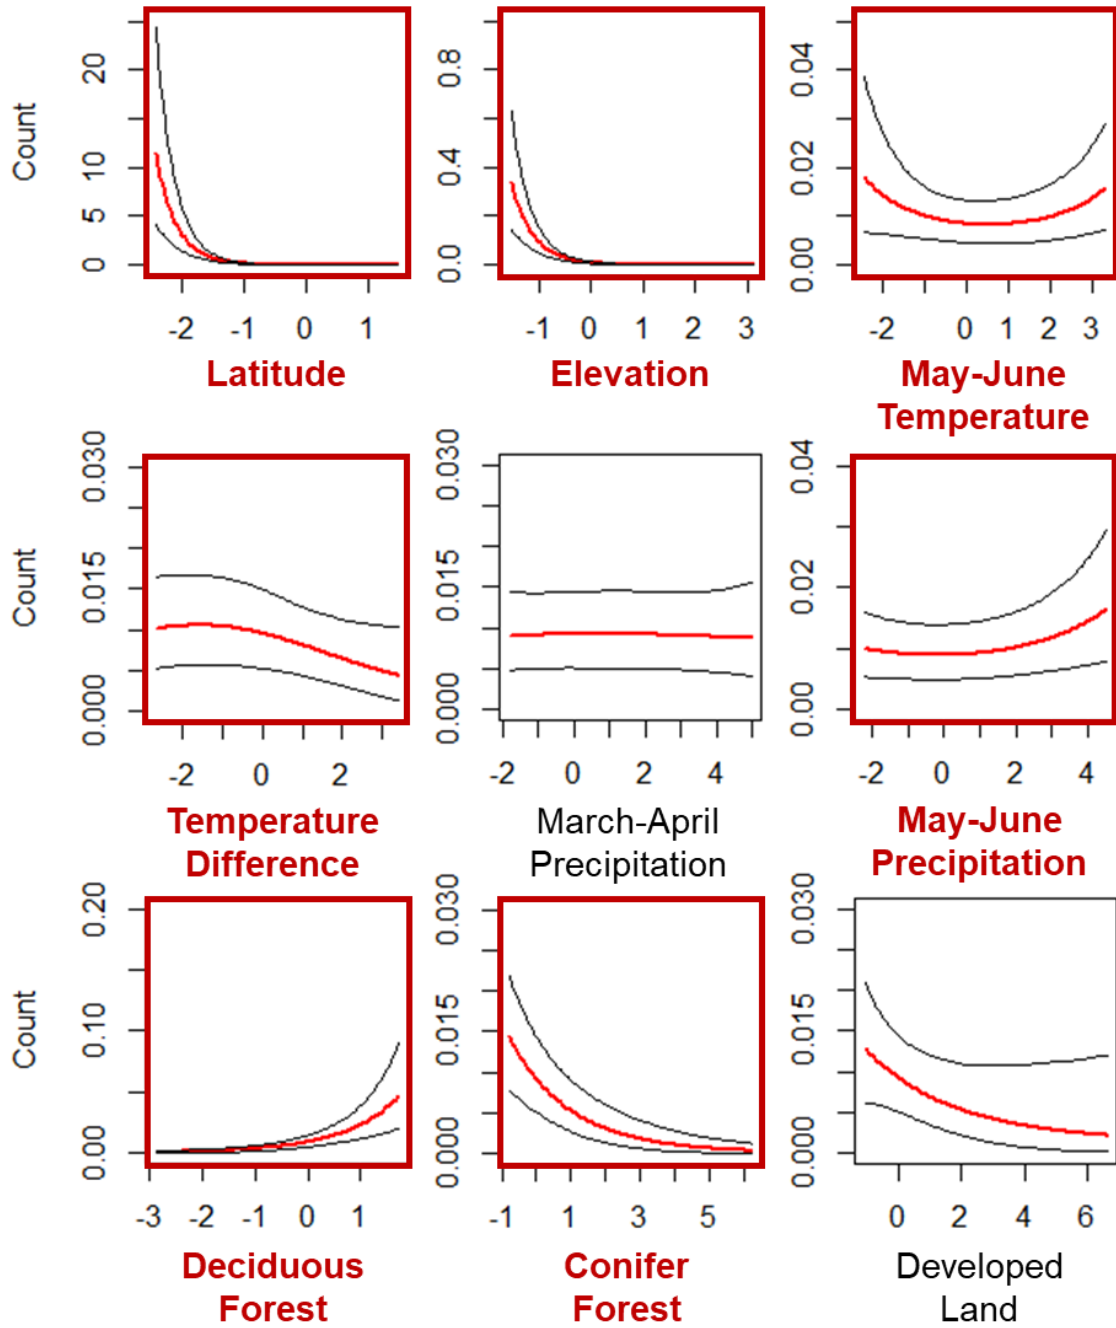 Count
20
10
5
0
-2 -1 0 1
Latitude
0.8
0.4
0.0
-1 0 1 2 3
Elevation
0.04
0.02
0.00
-2 0 1 2 3
May-June
Temperature
Count
0.030
0.015
0.000
-2 0 2
Temperature
Difference
0.030
0.015
0.000
-2 0 2 4
March-April
Precipitation
0.04
0.02
0.00
-2 0 2 4
May-June
Precipitation
Count
0.20
0.10
0.00
-3 -2 -1 0 1
Deciduous
Forest
0.030
0.015
0.000
-1 1 3 5
Conifer
Forest
0.030
0.015
0.000
0 2 4 6
Developed
Land